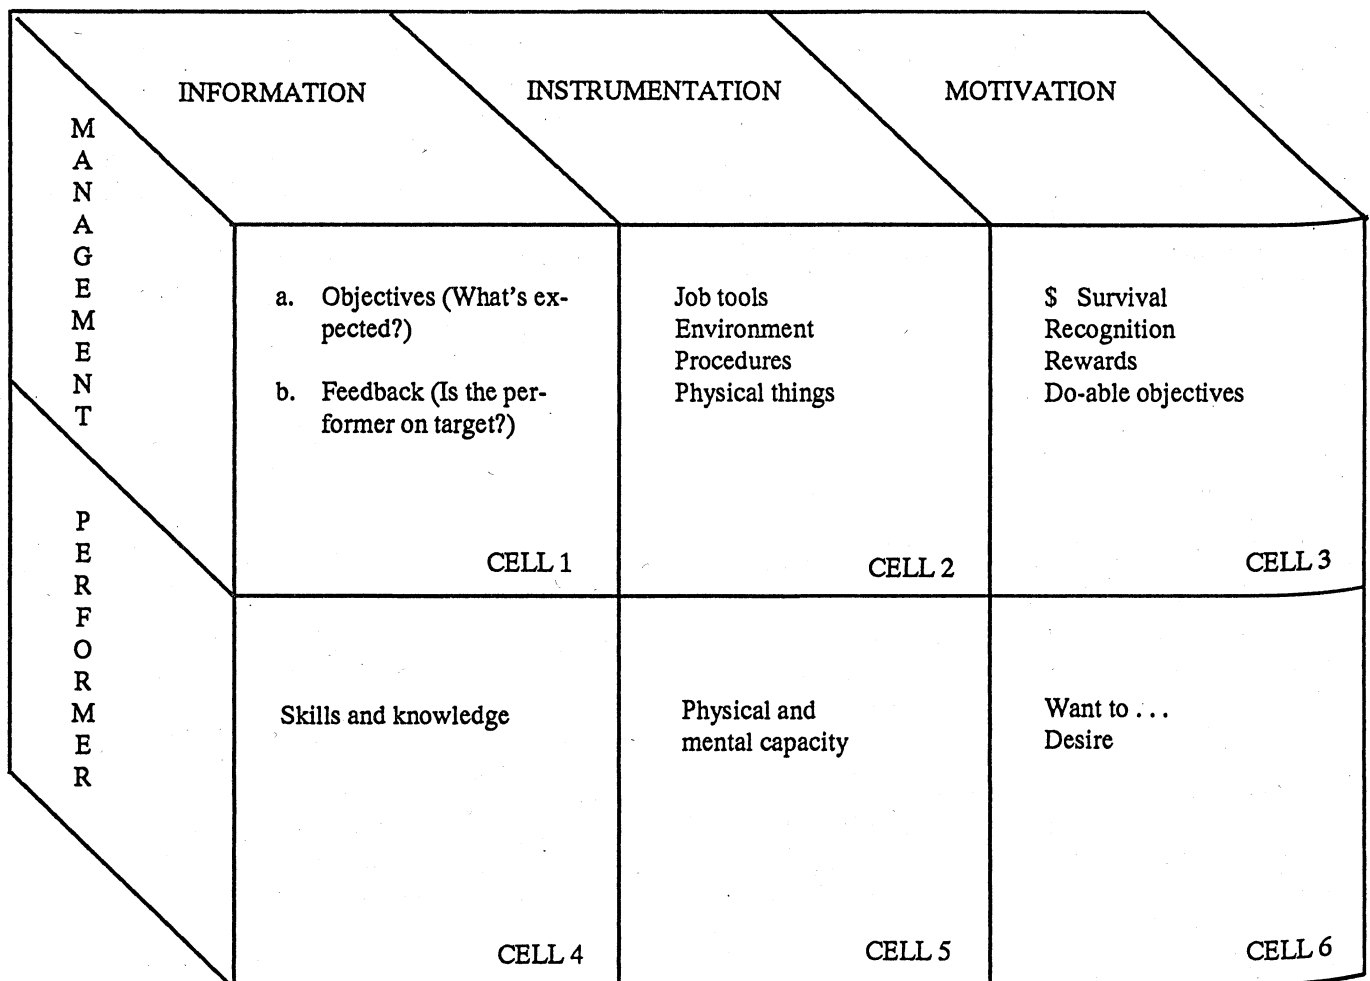 INFORMATION
INSTRUMENTATION
MOTIVATION
MANAGEMENT
a. Objectives (What's ex-
pected?)
b. Feedback (Is the per-
former on target?)
CELL 1
Job tools
Environment
Procedures
Physical things
CELL 2
$ Survival
Recognition
Rewards
Do-able objectives
CELL 3
PERFORMER
Skills and knowledge
CELL 4
Physical and
mental capacity
CELL 5
Want to . . .
Desire
CELL 6